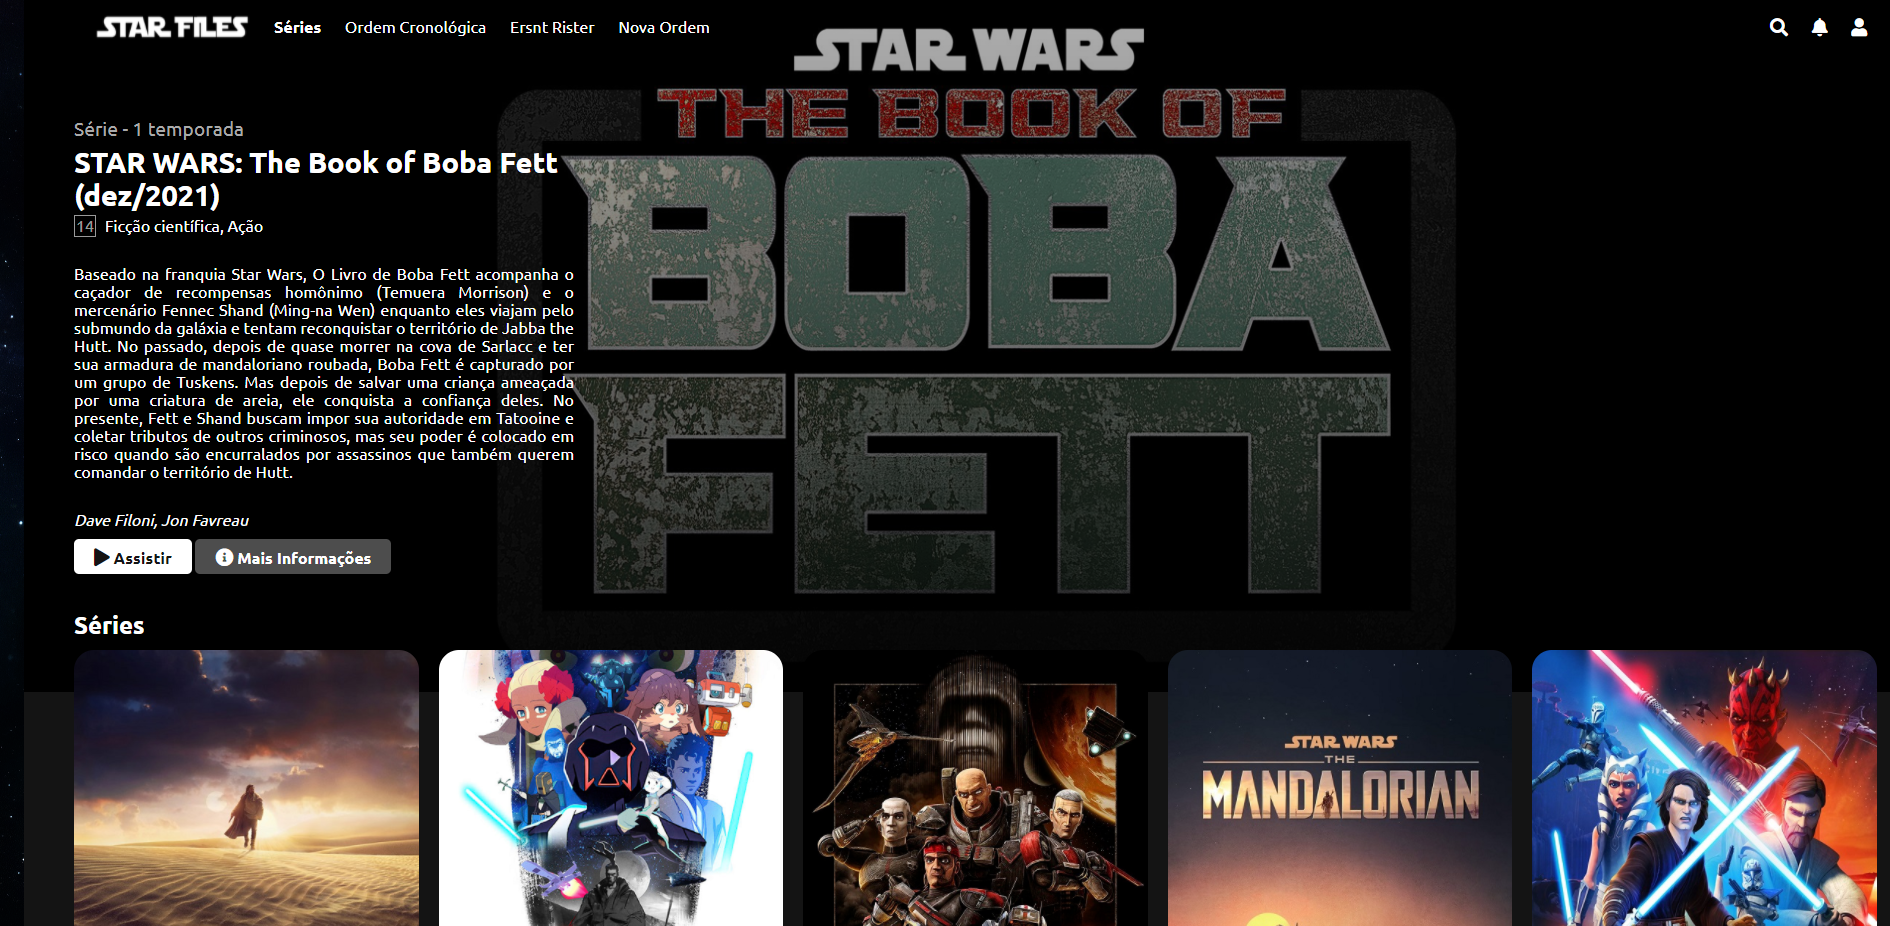 STAR FILES Séries Ordem Cronológica Ersnt Rister Nova Ordem
STAR WARS
THE BOOK OF
BOBA
FETT
Série - 1 temporada
STAR WARS: The Book of Boba Fett
(dez/2021)
14 Ficção científica, Ação
Baseado na franquia Star Wars, O Livro de Boba Fett acompanha o
caçador de recompensas homônimo (Temuera Morrison) e o
mercenário Fennec Shand (Ming-na Wen) enquanto eles viajam pelo
submundo da galáxia e tentam reconquistar o território de Jabba the
Hutt. No passado, depois de quase morrer na cova de Sarlacc e ter
sua armadura de mandaloriano roubada, Boba Fett é capturado por
um grupo de Tuskens. Mas depois de salvar uma criança ameaçada
por uma criatura de areia, ele conquista a confiança deles. No
presente, Fett e Shand buscam impor sua autoridade em Tatooine e
coletar tributos de outros criminosos, mas seu poder é colocado em
risco quando são encurralados por assassinos que também querem
comandar o território de Hutt.
Dave Filoni, Jon Favreau
Assistir Mais Informações
Séries
STAR WARS
THE
MANDALORIAN